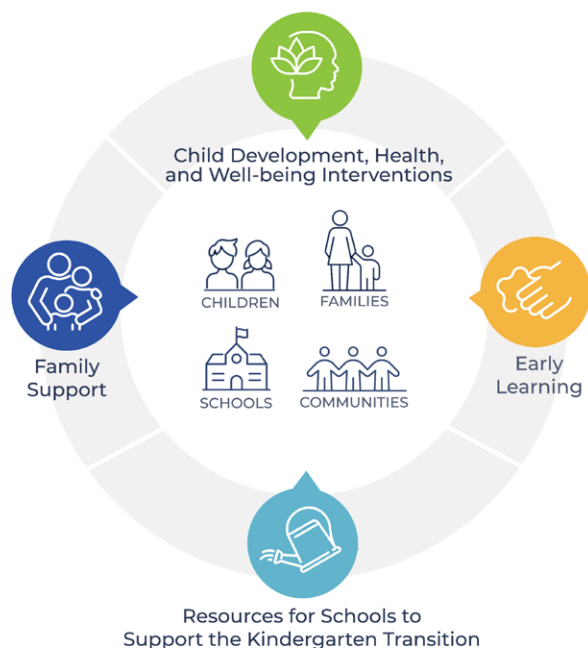 Child Development, Health,
and Well-being Interventions
CHILDREN
FAMILIES
Family
Support
Early
Learning
SCHOOLS
COMMUNITIES
Resources for Schools to
Support the Kindergarten Transition